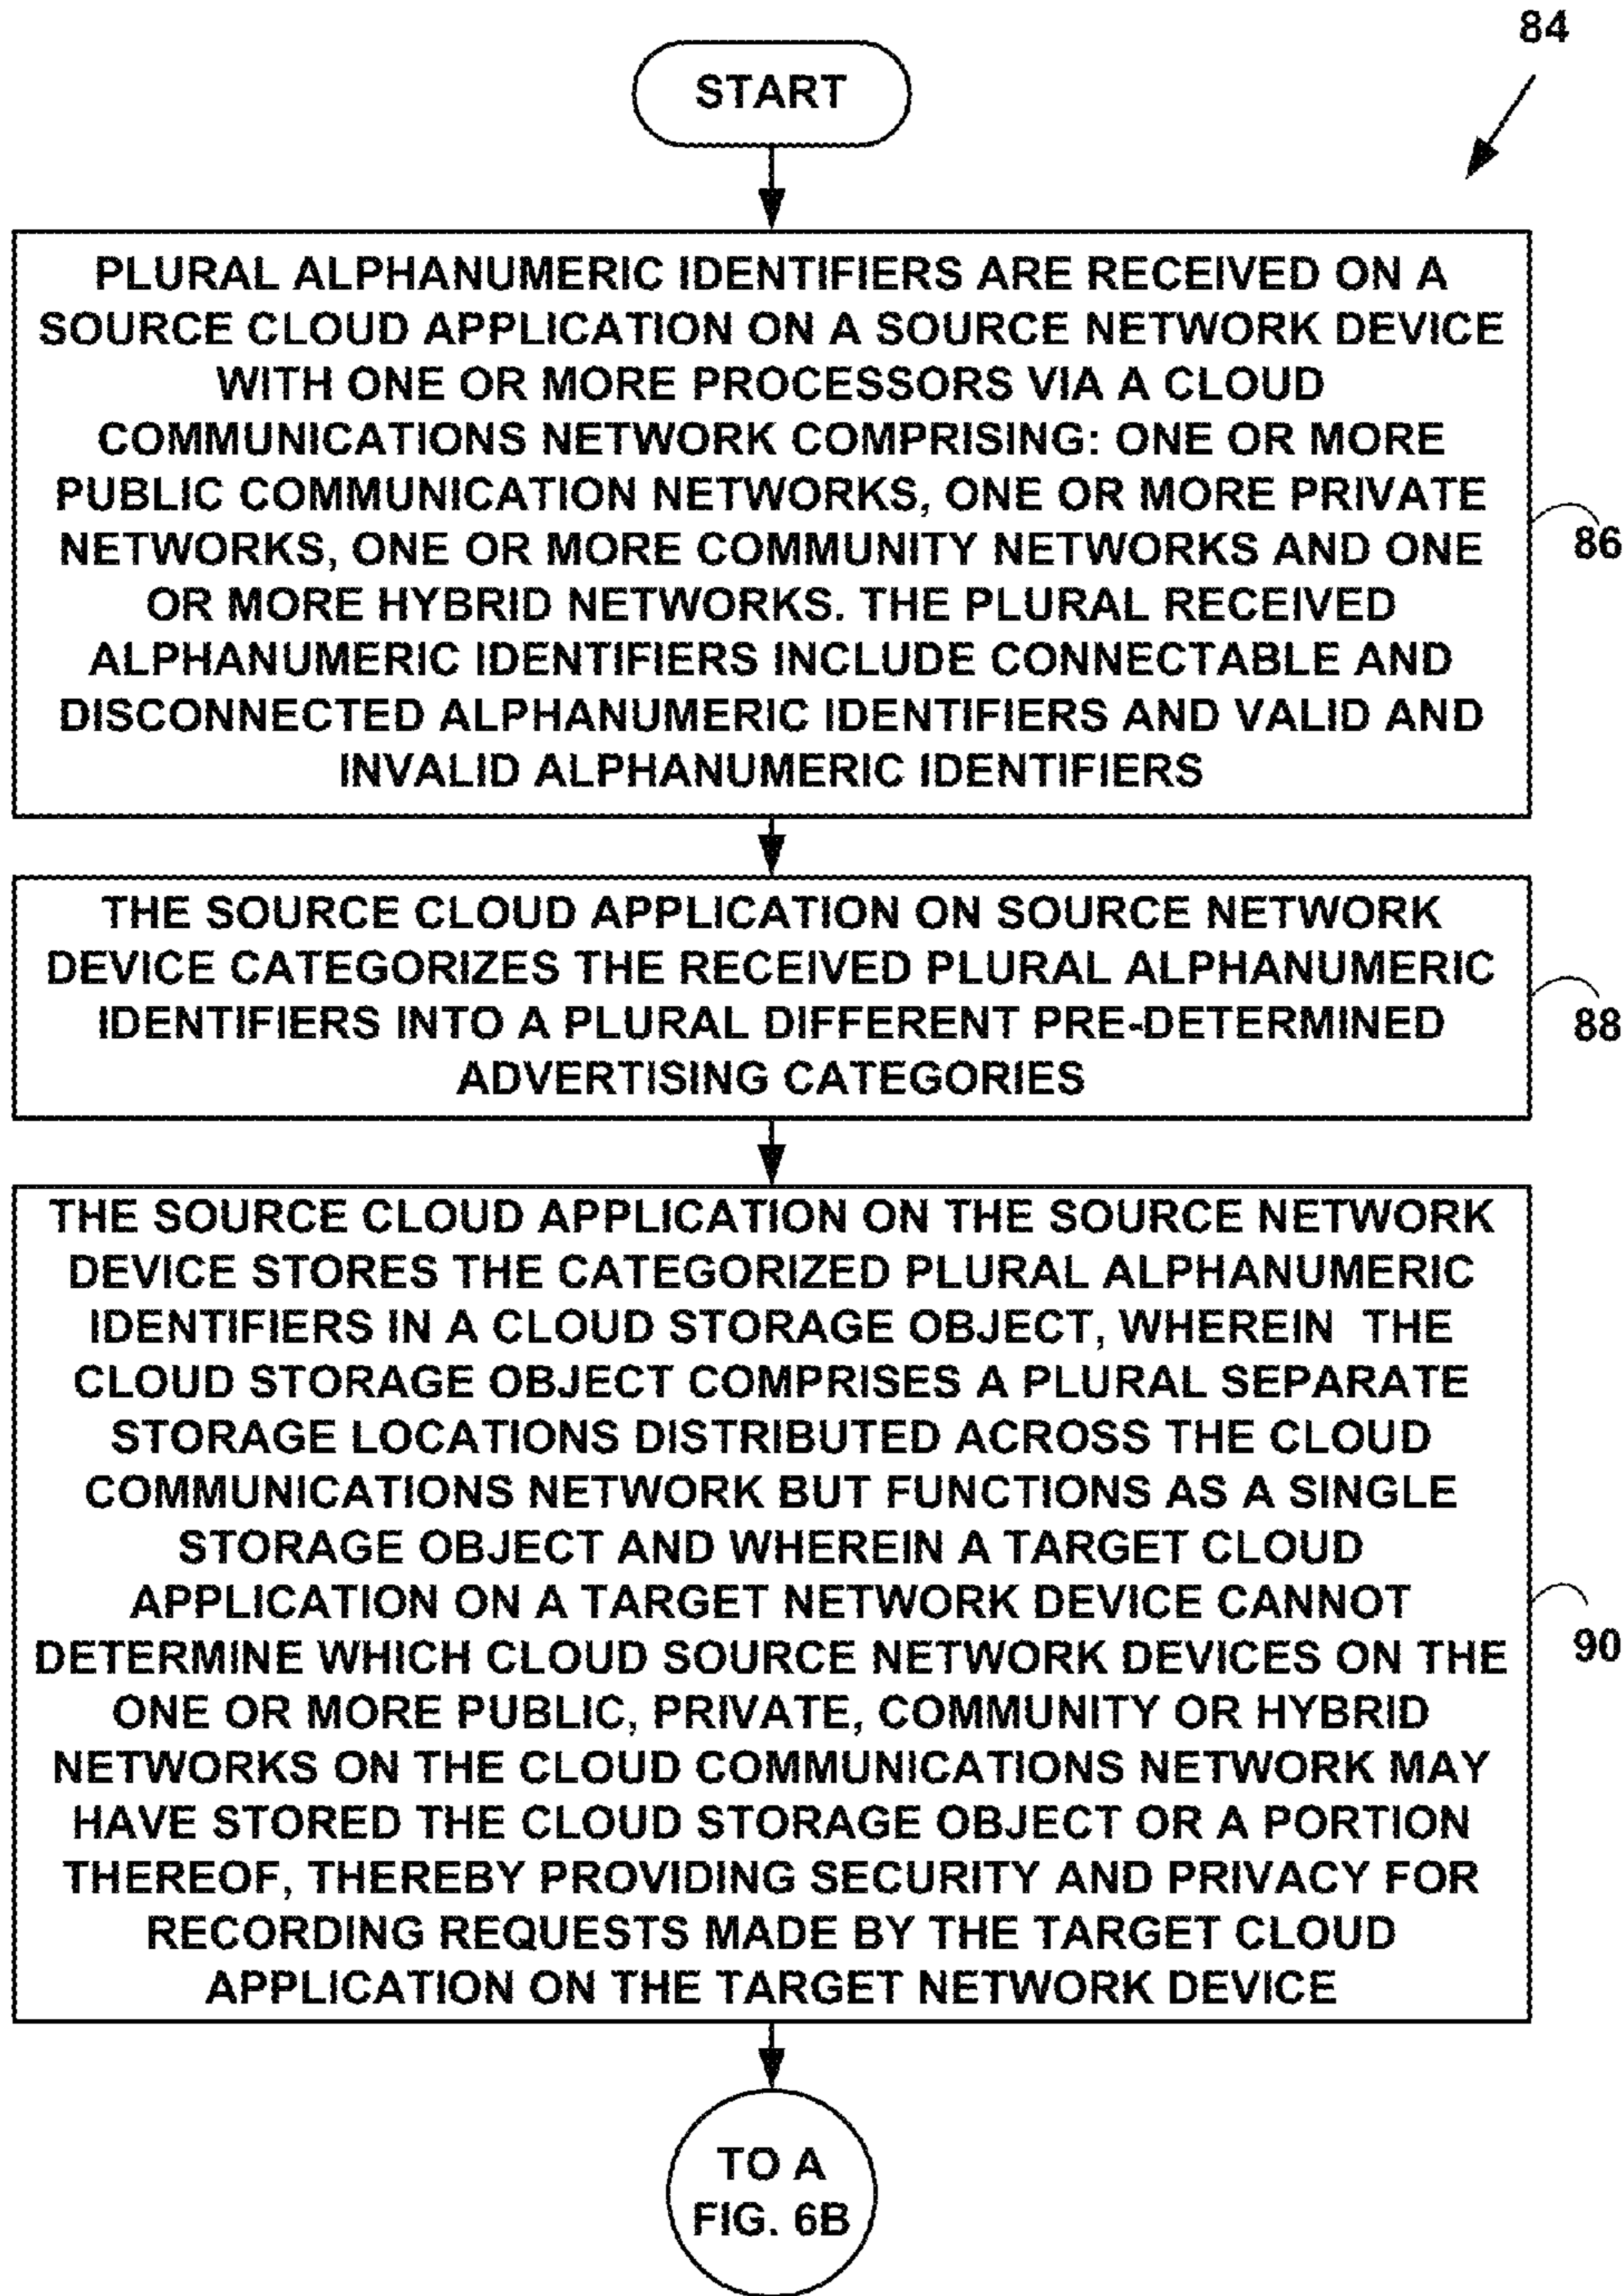 84
START
PLURAL ALPHANUMERIC IDENTIFIERS ARE RECEIVED ON A
SOURCE CLOUD APPLICATION ON A SOURCE NETWORK DEVICE
WITH ONE OR MORE PROCESSORS VIA A CLOUD
COMMUNICATIONS NETWORK COMPRISING: ONE OR MORE
PUBLIC COMMUNICATION NETWORKS, ONE OR MORE PRIVATE
NETWORKS, ONE OR MORE COMMUNITY NETWORKS AND ONE
OR MORE HYBRID NETWORKS. THE PLURAL RECEIVED
ALPHANUMERIC IDENTIFIERS INCLUDE CONNECTABLE AND
DISCONNECTED ALPHANUMERIC IDENTIFIERS AND VALID AND
INVALID ALPHANUMERIC IDENTIFIERS
86
THE SOURCE CLOUD APPLICATION ON SOURCE NETWORK
DEVICE CATEGORIZES THE RECEIVED PLURAL ALPHANUMERIC
IDENTIFIERS INTO A PLURAL DIFFERENT PRE-DETERMINED
ADVERTISING CATEGORIES
88
THE SOURCE CLOUD APPLICATION ON THE SOURCE NETWORK
DEVICE STORES THE CATEGORIZED PLURAL ALPHANUMERIC
IDENTIFIERS IN A CLOUD STORAGE OBJECT, WHEREIN THE
CLOUD STORAGE OBJECT COMPRISES A PLURAL SEPARATE
STORAGE LOCATIONS DISTRIBUTED ACROSS THE CLOUD
COMMUNICATIONS NETWORK BUT FUNCTIONS AS A SINGLE
STORAGE OBJECT AND WHEREIN A TARGET CLOUD
APPLICATION ON A TARGET NETWORK DEVICE CANNOT
DETERMINE WHICH CLOUD SOURCE NETWORK DEVICES ON THE
ONE OR MORE PUBLIC, PRIVATE, COMMUNITY OR HYBRID
NETWORKS ON THE CLOUD COMMUNICATIONS NETWORK MAY
HAVE STORED THE CLOUD STORAGE OBJECT OR A PORTION
THEREOF, THEREBY PROVIDING SECURITY AND PRIVACY FOR
RECORDING REQUESTS MADE BY THE TARGET CLOUD
APPLICATION ON THE TARGET NETWORK DEVICE
90
TO A
FIG. 6B